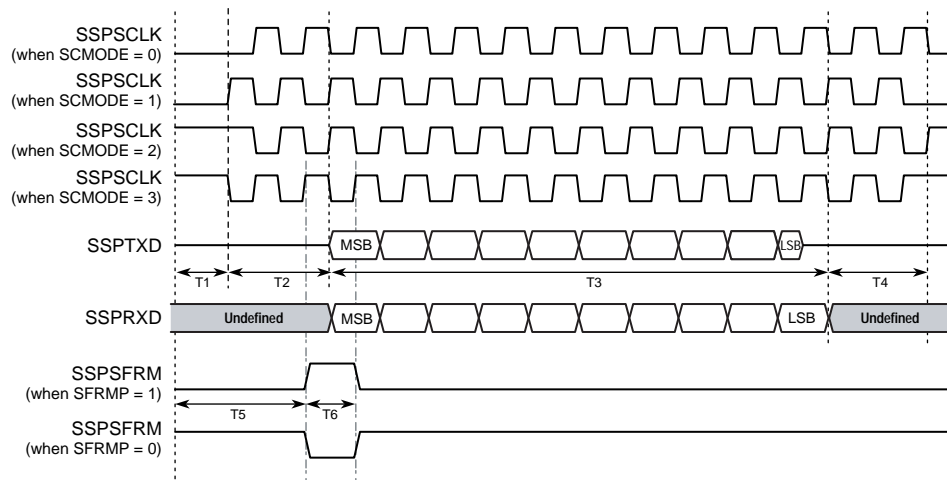 SSPSCLK
(when SCMODE = 0)
SSPSCLK
(when SCMODE = 1)
SSPSCLK
(when SCMODE = 2)
SSPSCLK
(when SCMODE = 3)
SSPTXD
MSB
LSB
T1
T2
T3
T4
SSPRXD
Undefined
MSB
LSB
Undefined
SSPSFRM
(when SFRMP = 1)
T5
T6
SSPSFRM
(when SFRMP = 0)